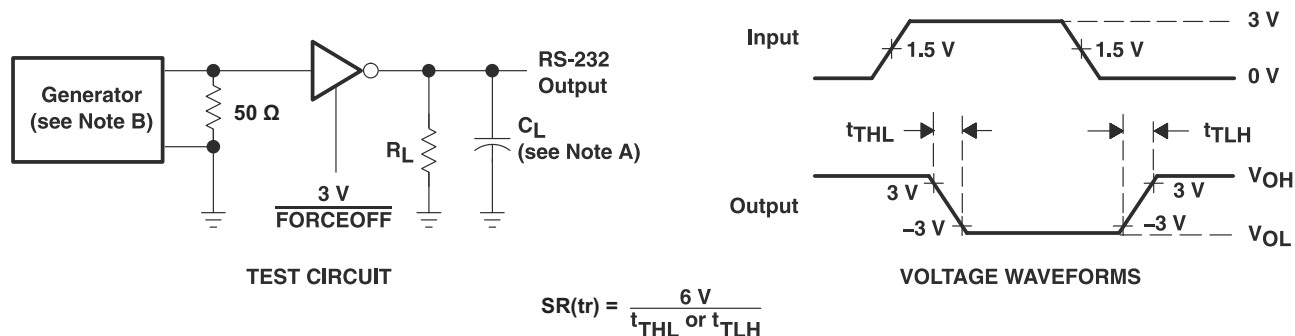 Generator
(see Note B)
50 Ω
RS-232
Output
RL
CL
(see Note A)
3 V
FORCEOFF
TEST CIRCUIT
Input
1.5 V
1.5 V
3 V
0 V
tTHL
tTLH
Output
3 V
–3 V
3 V
–3 V
VOH
VOL
VOLTAGE WAVEFORMS
SR(tr) = 6 V
tTHL or tTLH